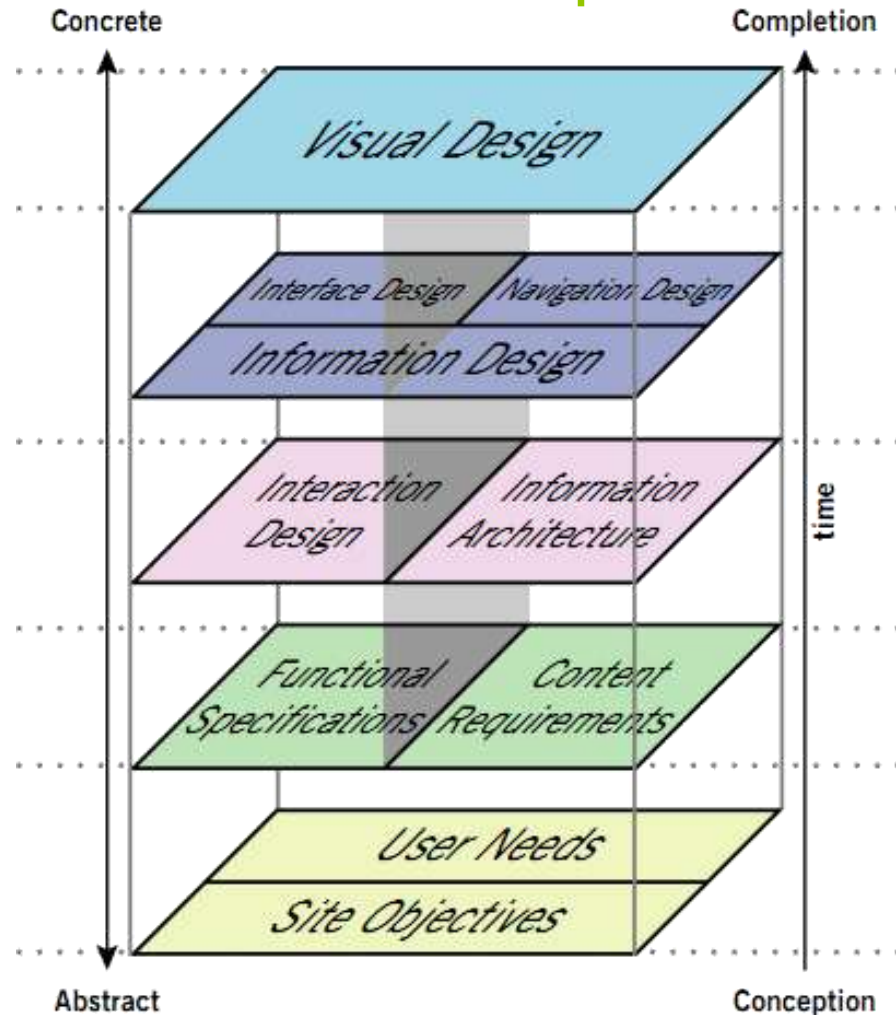 Concrete
Completion
Visual Design
Interface Design
Navigation Design
Information Design
Interaction
Design
Information
Architecture
time
Functional
Specifications
Content
Requirements
User Needs
Site Objectives
Abstract
Conception